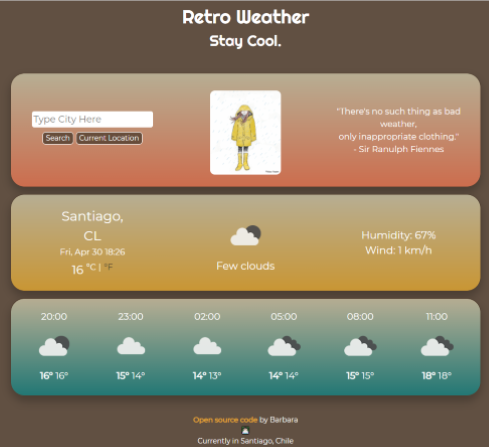 Retro Weather
Stay Cool.
Type City Here
Search Current Location
"There's no such thing as bad
weather,
only inappropriate clothing."
- Sir Ranulph Fiennes
Santiago,
CL
Fri, Apr 30 18:26
16 °C | °F
Few clouds
Humidity: 67%
Wind: 1 km/h
20:00 23:00 02:00 05:00 08:00 11:00
16° 16° 15° 14° 14° 13° 14° 14° 15° 15° 18° 18°
Open source code by Barbara
Currently in Santiago, Chile